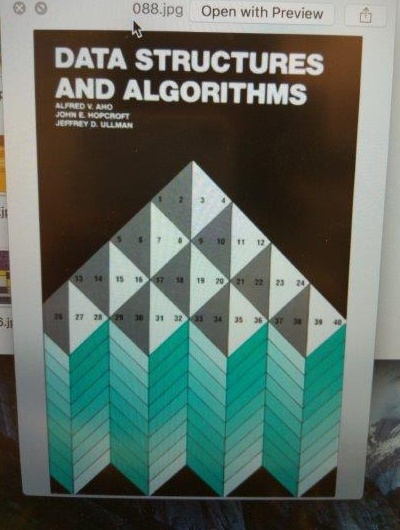 088.jpg Open with Preview
DATA STRUCTURES
AND ALGORITHMS
ALFRED V. AHO
JOHN E. HOPCROFT
JEFFREY D. ULLMAN
1 2 3 4
5 6 7 8 9 10 11 12
13 14 15 16 17 18 19 20 21 22 23 24
26 27 28 29 30 31 32 33 34 35 36 37 38 39 40